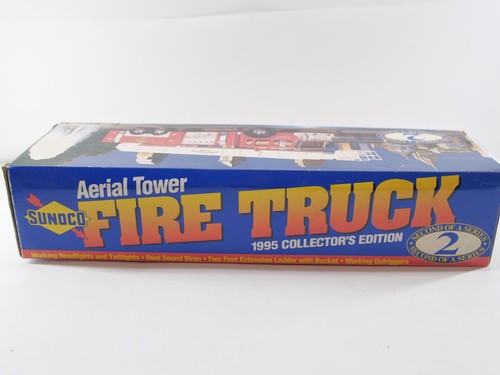 Aerial Tower
SUNOCO
FIRE TRUCK
1995 COLLECTOR'S EDITION
SECOND OF A SERIES
2
SECOND OF A SERIES
Working Headlights and Taillights • Dual Sound Siren • Two Foot Extension Ladder with Basket • Working Outriggers